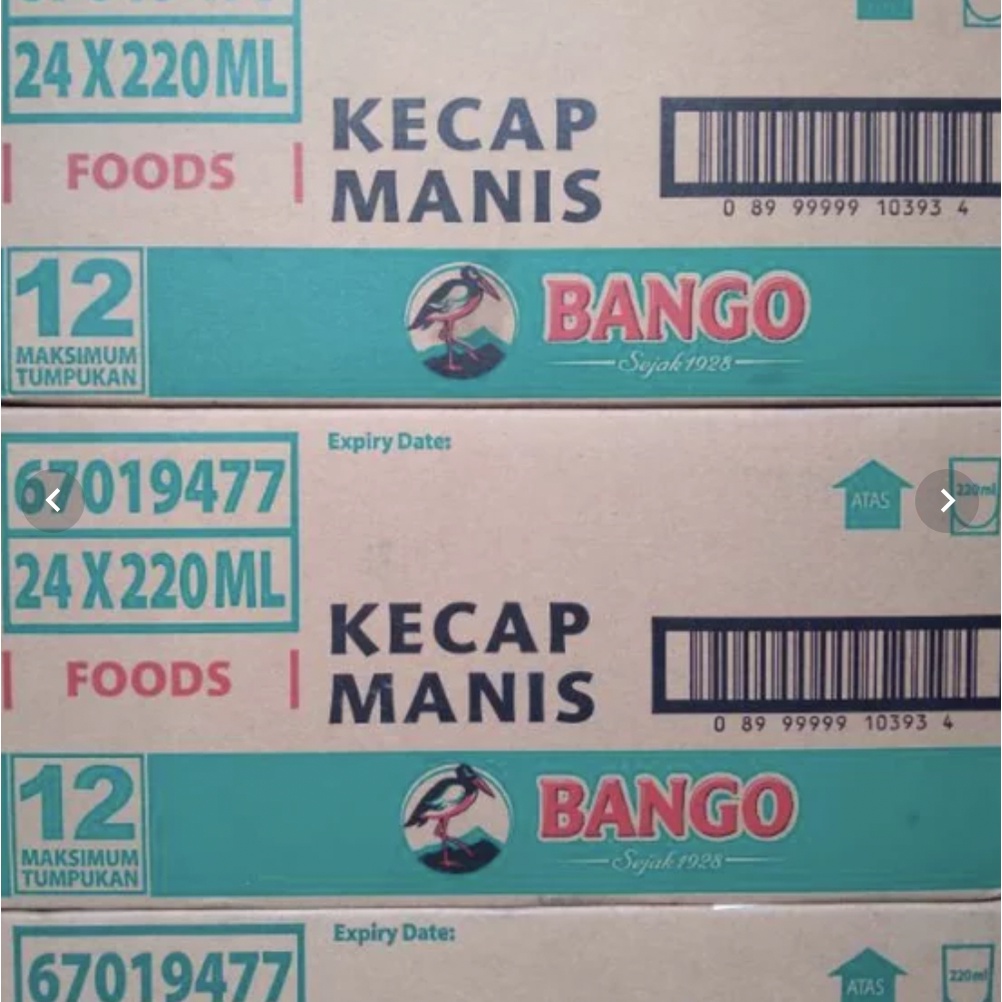 24 X 220 ML
FOODS
KECAP
MANIS
0 89 99999 10393 4
12
MAKSIMUM
TUMPUKAN
BANGO
Sejak 1928
67019477
24 X 220 ML
FOODS
Expiry Date:
ATAS
220ml
KECAP
MANIS
0 89 99999 10393 4
12
MAKSIMUM
TUMPUKAN
BANGO
Sejak 1928
67019477
Expiry Date:
ATAS
220ml